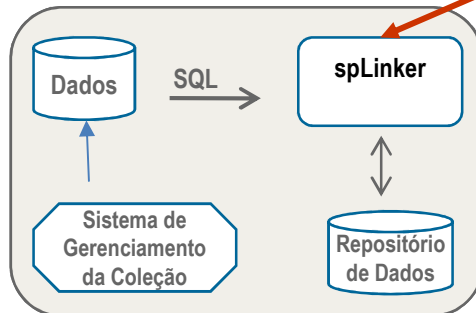 Dados
SQL
spLinker
Sistema de
Gerenciamento
da Coleção
Repositório
de Dados